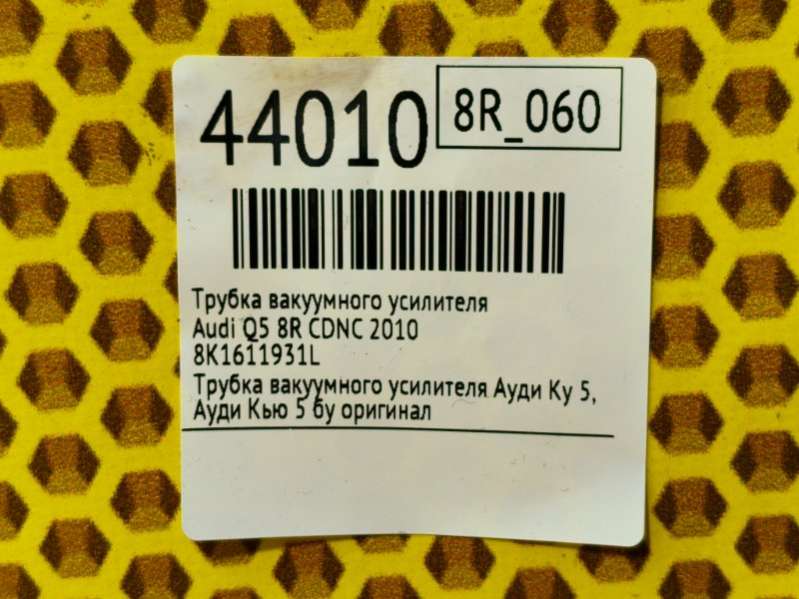 44010
8R_060
Трубка вакуумного усилителя
Audi Q5 8R CDNC 2010
8K1611931L
Трубка вакуумного усилителя Ауди Ку 5,
Ауди Кью 5 бу оригинал